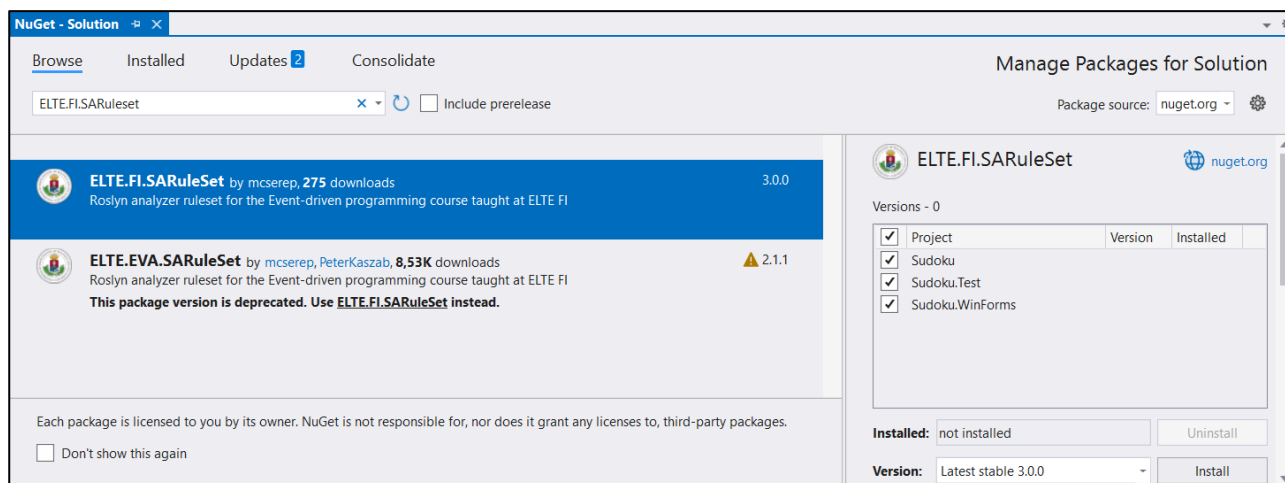 NuGet - Solution
Browse Installed Updates 2 Consolidate
Manage Packages for Solution
ELTE.FI.SARuleset
Include prerelease
Package source: nuget.org
ELTE.FI.SARuleSet by mcserep, 275 downloads 3.0.0
Roslyn analyzer ruleset for the Event-driven programming course taught at ELTE FI
ELTE.EVA.SARuleSet by mcserep, PeterKaszab, 8,53K downloads 2.1.1
Roslyn analyzer ruleset for the Event-driven programming course taught at ELTE FI
This package version is deprecated. Use ELTE.FI.SARuleSet instead.
Each package is licensed to you by its owner. NuGet is not responsible for, nor does it grant any licenses to, third-party packages.
Don't show this again
ELTE.FI.SARuleSet nuget.org
Versions - 0
Project Version Installed
Sudoku
Sudoku.Test
Sudoku.WinForms
Installed: not installed Uninstall
Version: Latest stable 3.0.0 Install